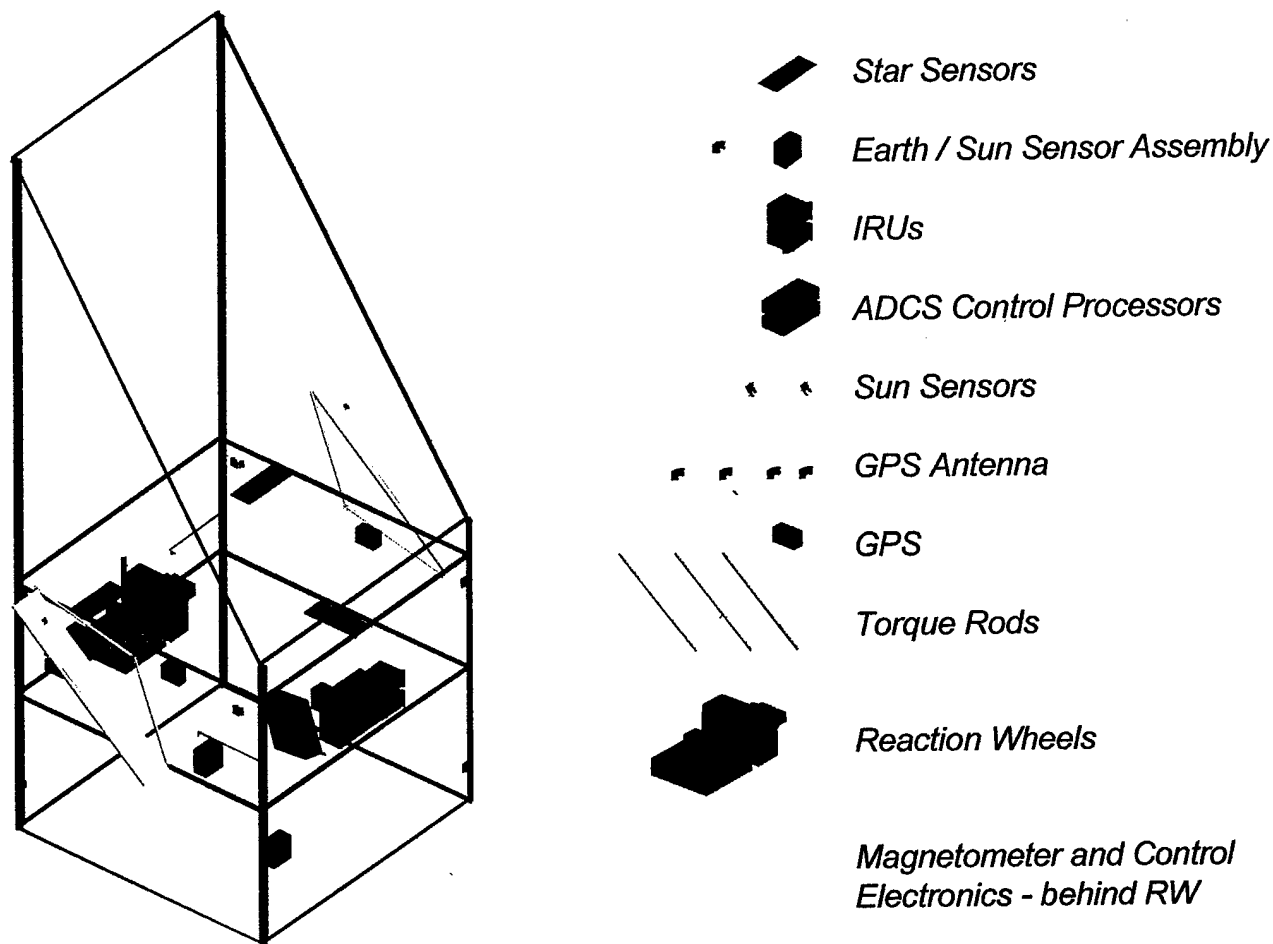 Star Sensors
Earth / Sun Sensor Assembly
IRUs
ADCS Control Processors
Sun Sensors
GPS Antenna
GPS
Torque Rods
Reaction Wheels
Magnetometer and Control
Electronics - behind RW